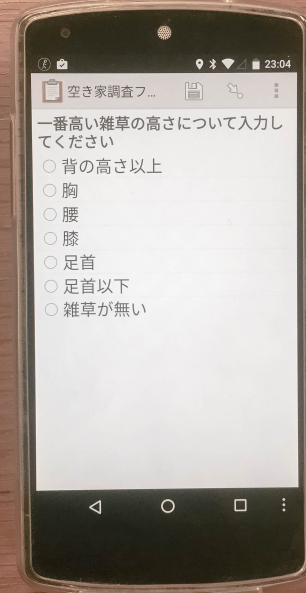 23:04
空き家調査フ...
一番高い雑草の高さについて入力し
てください
背の高さ以上
胸
腰
膝
足首
足首以下
雑草が無い